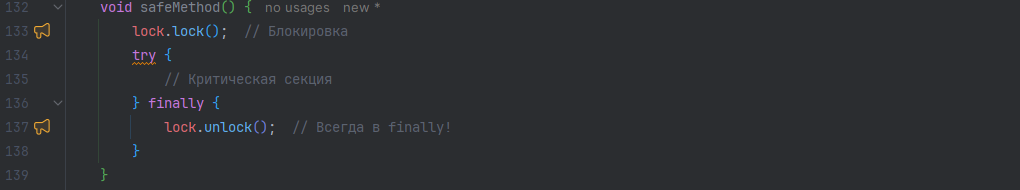 132 void safeMethod() { no usages new *
133 lock.lock(); // Блокировка
134 try {
135 // Критическая секция
136 } finally {
137 lock.unlock(); // Всегда в finally!
138 }
139 }